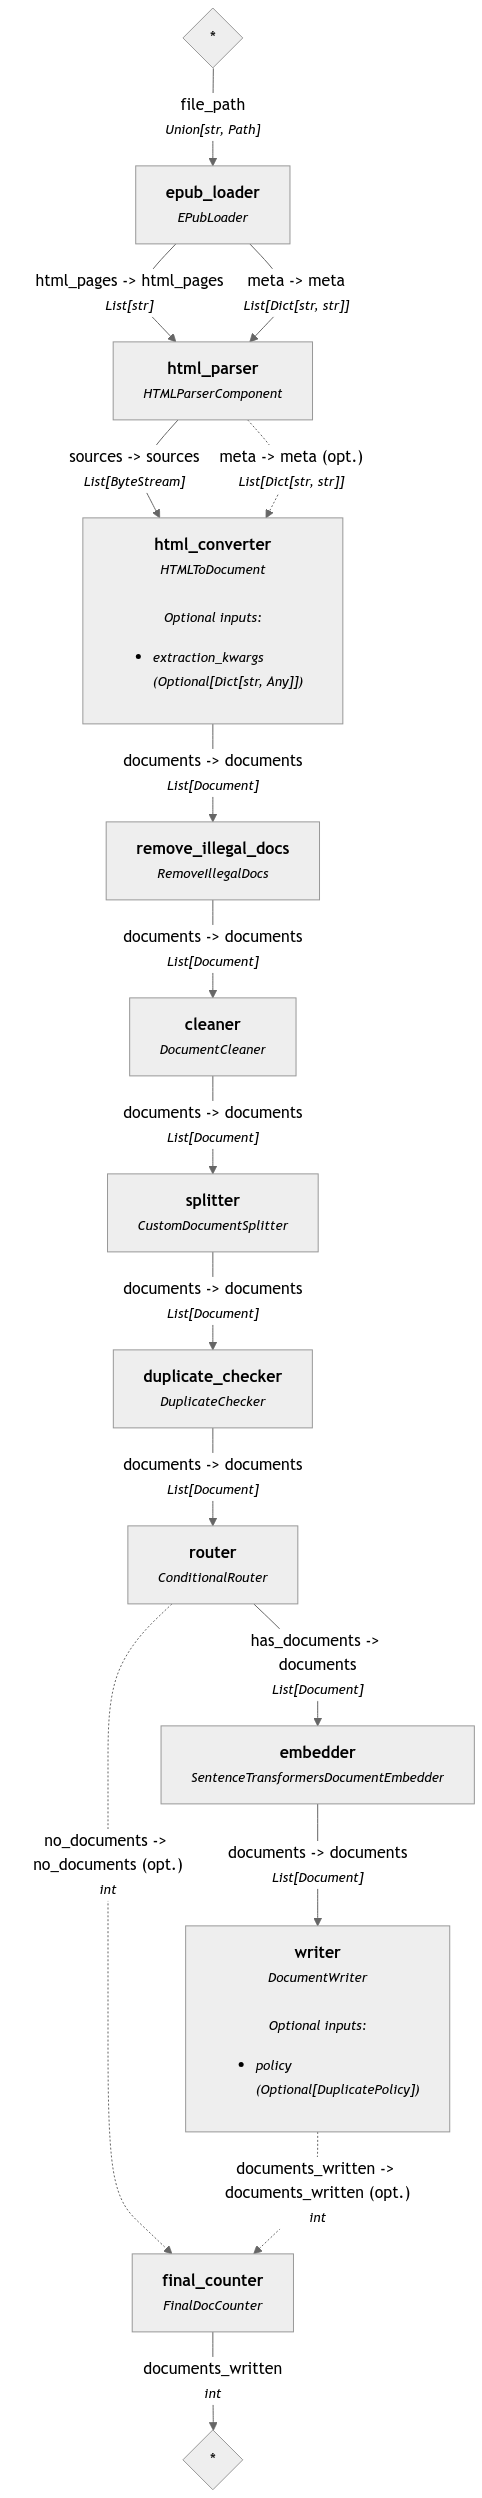 *
file_path
Union[str, Path]
epub_loader
EPubLoader
html_pages -> html_pages
List[str]
meta -> meta
List[Dict[str, str]]
html_parser
HTMLParserComponent
sources -> sources
List[ByteStream]
meta -> meta (opt.)
List[Dict[str, str]]
html_converter
HTMLToDocument
Optional inputs:
• extraction_kwargs
(Optional[Dict[str, Any]])
documents -> documents
List[Document]
remove_illegal_docs
RemoveIllegalDocs
documents -> documents
List[Document]
cleaner
DocumentCleaner
documents -> documents
List[Document]
splitter
CustomDocumentSplitter
documents -> documents
List[Document]
duplicate_checker
DuplicateChecker
documents -> documents
List[Document]
router
ConditionalRouter
has_documents ->
documents
List[Document]
embedder
SentenceTransformersDocumentEmbedder
no_documents ->
no_documents (opt.)
int
documents -> documents
List[Document]
writer
DocumentWriter
Optional inputs:
• policy
(Optional[DuplicatePolicy])
documents_written ->
documents_written (opt.)
int
final_counter
FinalDocCounter
documents_written
int
*